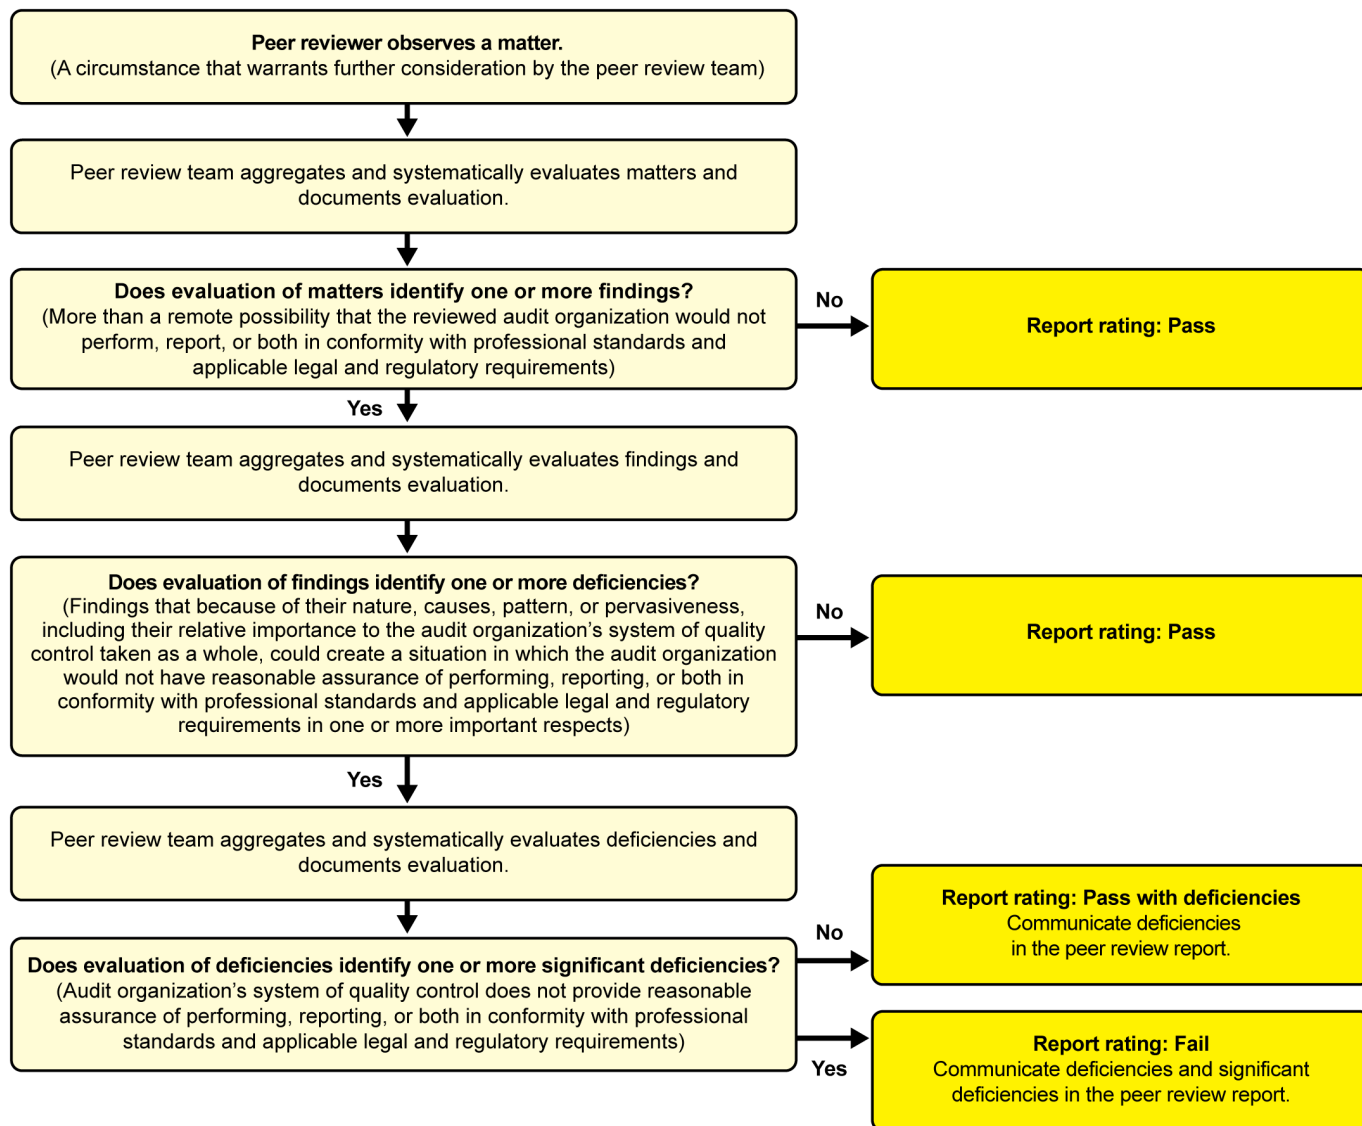 Peer reviewer observes a matter.
(A circumstance that warrants further consideration by the peer review team)
Peer review team aggregates and systematically evaluates matters and
documents evaluation.
Does evaluation of matters identify one or more findings?
(More than a remote possibility that the reviewed audit organization would not
perform, report, or both in conformity with professional standards and
applicable legal and regulatory requirements)
No
Report rating: Pass
Yes
Peer review team aggregates and systematically evaluates findings and
documents evaluation.
Does evaluation of findings identify one or more deficiencies?
(Findings that because of their nature, causes, pattern, or pervasiveness,
including their relative importance to the audit organization’s system of quality
control taken as a whole, could create a situation in which the audit organization
would not have reasonable assurance of performing, reporting, or both in
conformity with professional standards and applicable legal and regulatory
requirements in one or more important respects)
No
Report rating: Pass
Yes
Peer review team aggregates and systematically evaluates deficiencies and
documents evaluation.
Does evaluation of deficiencies identify one or more significant deficiencies?
(Audit organization’s system of quality control does not provide reasonable
assurance of performing, reporting, or both in conformity with professional
standards and applicable legal and regulatory requirements)
No
Report rating: Pass with deficiencies
Communicate deficiencies
in the peer review report.
Yes
Report rating: Fail
Communicate deficiencies and significant
deficiencies in the peer review report.